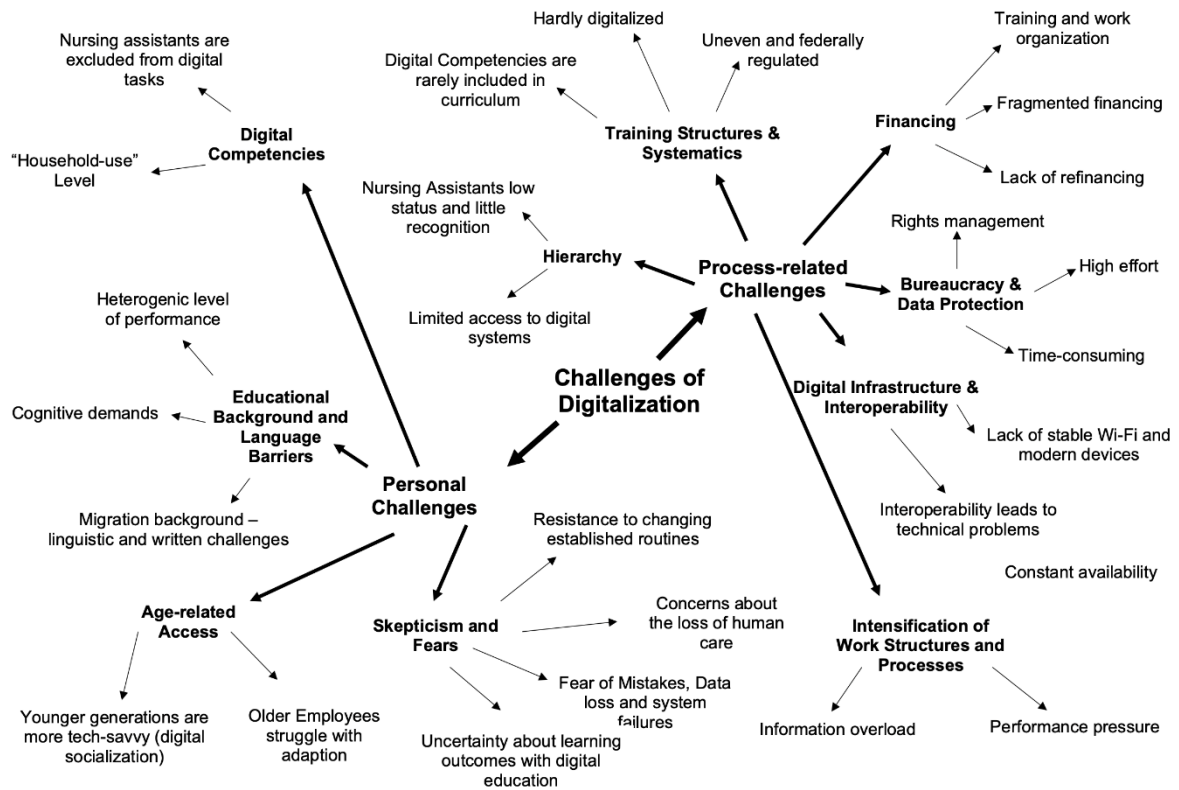 Hardly digitalized
Training and work
organization
Nursing assistants are
excluded from digital
tasks
Uneven and federally
regulated
Digital Competencies are
rarely included in
curriculum
Fragmented financing
Financing
Digital
Competencies
Training Structures &
Systematics
“Household-use”
Level
Lack of refinancing
Nursing Assistants low
status and little
recognition
Rights management
Hierarchy
Process-related
Challenges
High effort
Bureaucracy &
Data Protection
Heterogenic level
of performance
Limited access to digital
systems
Time-consuming
Challenges of
Digitalization
Digital Infrastructure &
Interoperability
Educational
Background and
Language
Barriers
Cognitive demands
Lack of stable Wi-Fi and
modern devices
Personal
Challenges
Interoperability leads to
technical problems
Migration background –
linguistic and written challenges
Resistance to changing
established routines
Constant availability
Age-related
Access
Skepticism and
Fears
Concerns about
the loss of human
care
Intensification of
Work Structures and
Processes
Fear of Mistakes, Data
loss and system
failures
Younger generations are
more tech-savvy (digital
socialization)
Older Employees
struggle with
adaption
Uncertainty about learning
outcomes with digital
education
Information overload
Performance pressure